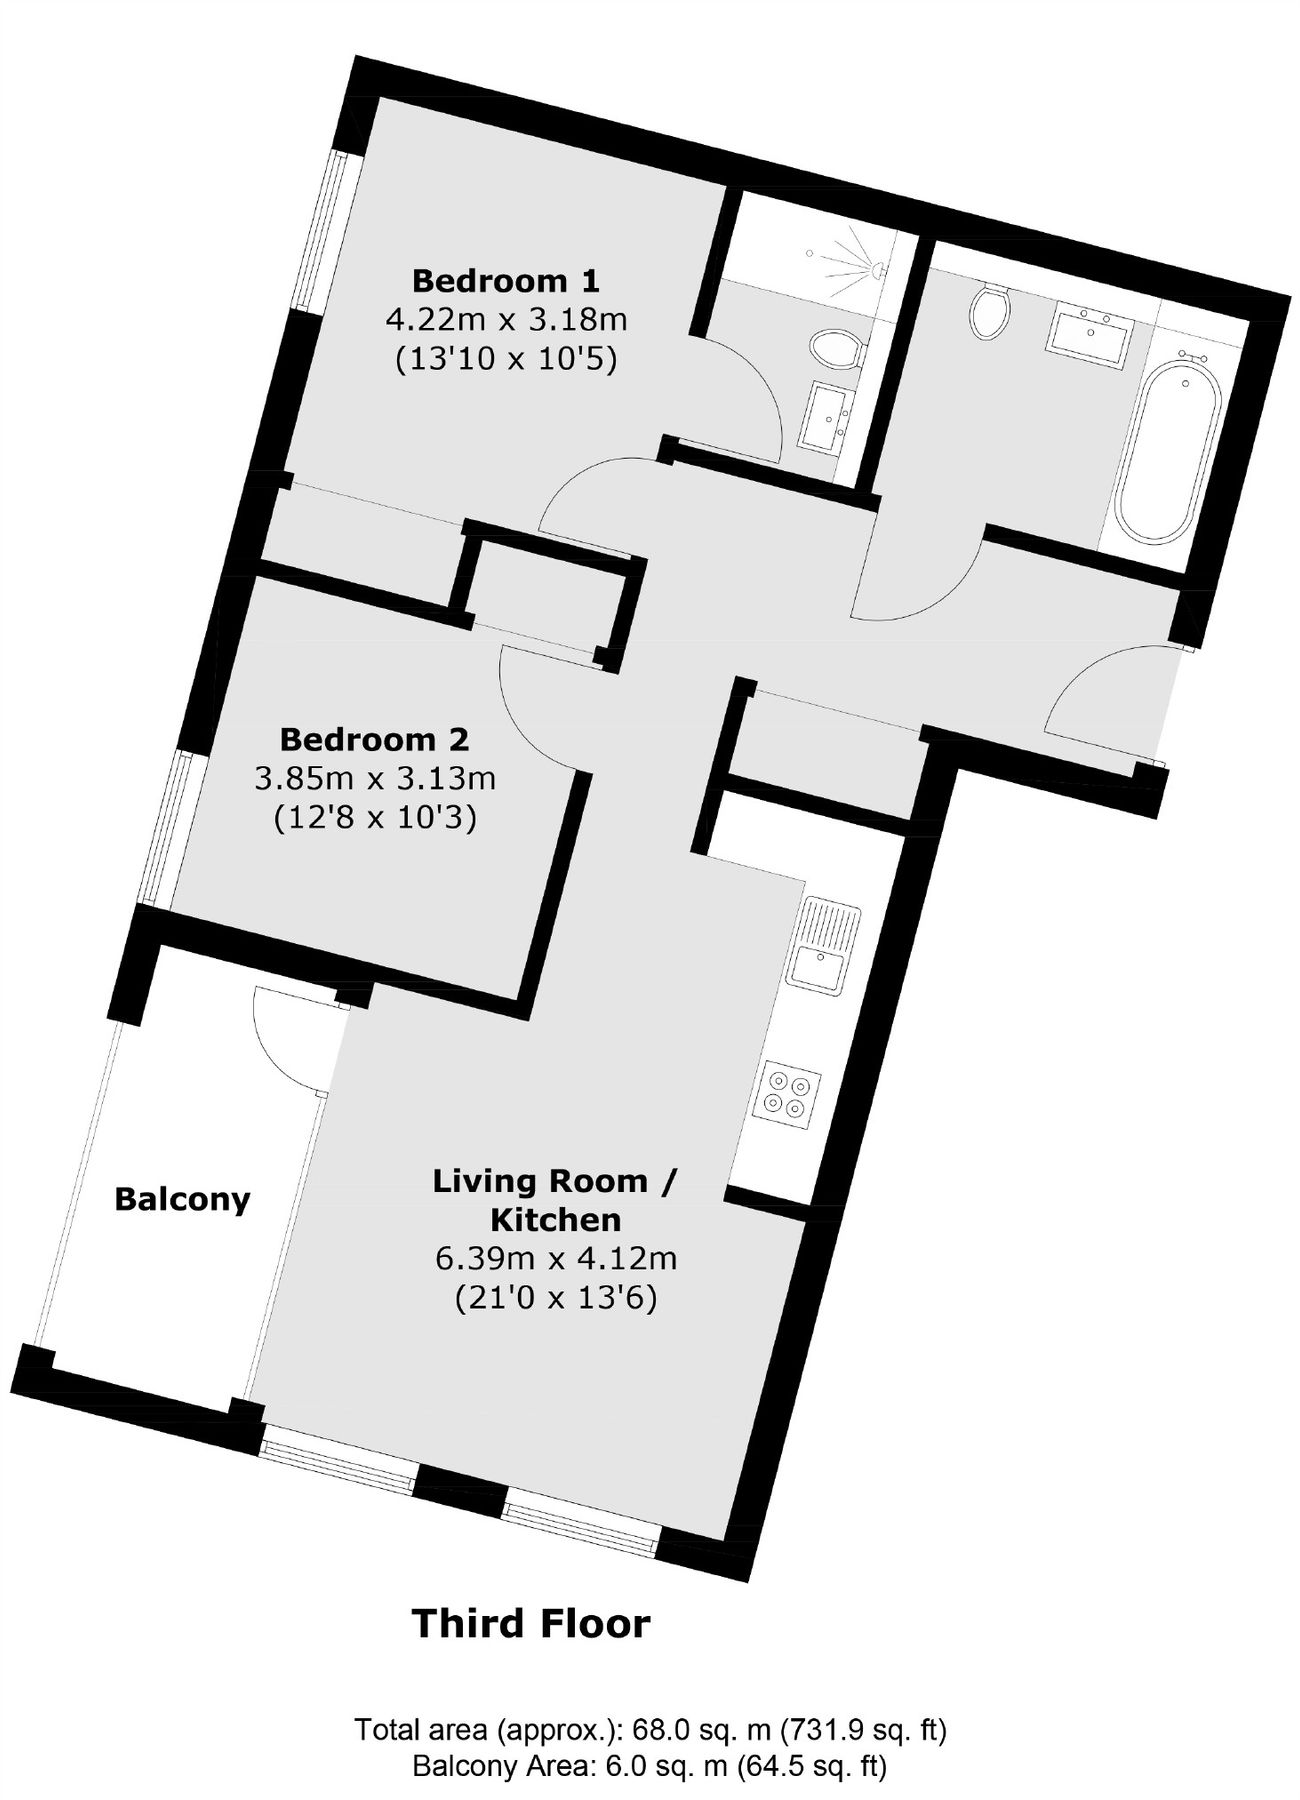 Bedroom 1
4.22m x 3.18m
(13'10 x 10'5)
Bedroom 2
3.85m x 3.13m
(12'8 x 10'3)
Balcony
Living Room /
Kitchen
6.39m x 4.12m
(21'0 x 13'6)
Third Floor
Total area (approx.): 68.0 sq. m (731.9 sq. ft)
Balcony Area: 6.0 sq. m (64.5 sq. ft)